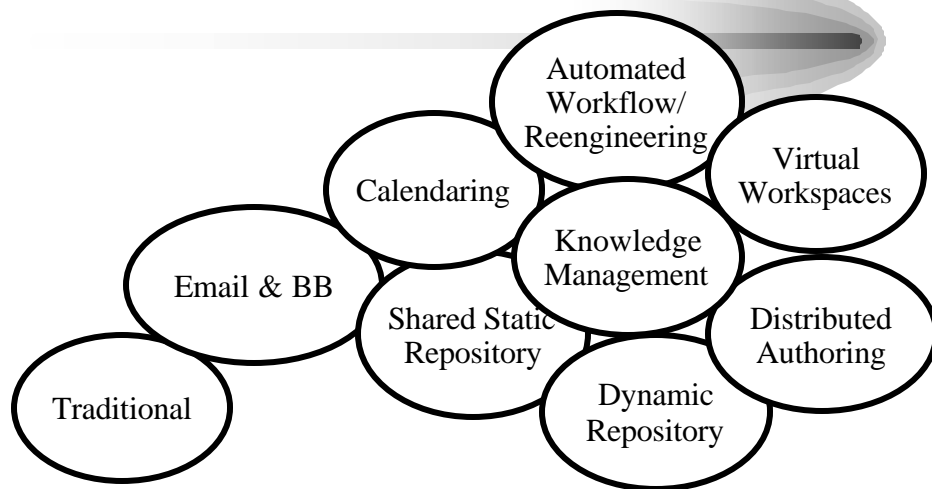 Automated
Workflow/
Reengineering
Virtual
Workspaces
Calendaring
Knowledge
Management
Email & BB
Shared Static
Repository
Distributed
Authoring
Traditional
Dynamic
Repository